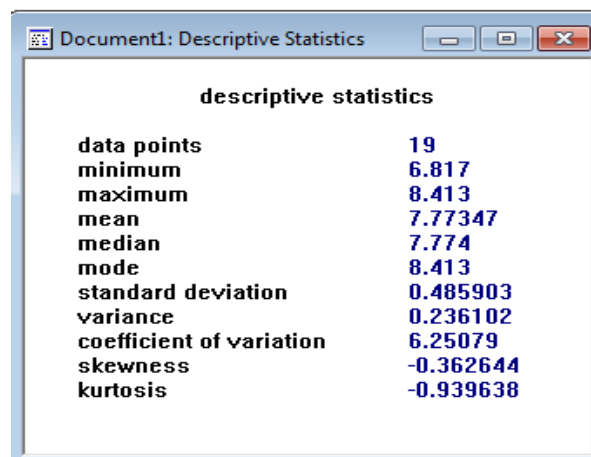 Document1: Descriptive Statistics
descriptive statistics
data points 19
minimum 6.817
maximum 8.413
mean 7.77347
median 7.774
mode 8.413
standard deviation 0.485903
variance 0.236102
coefficient of variation 6.25079
skewness -0.362644
kurtosis -0.939638